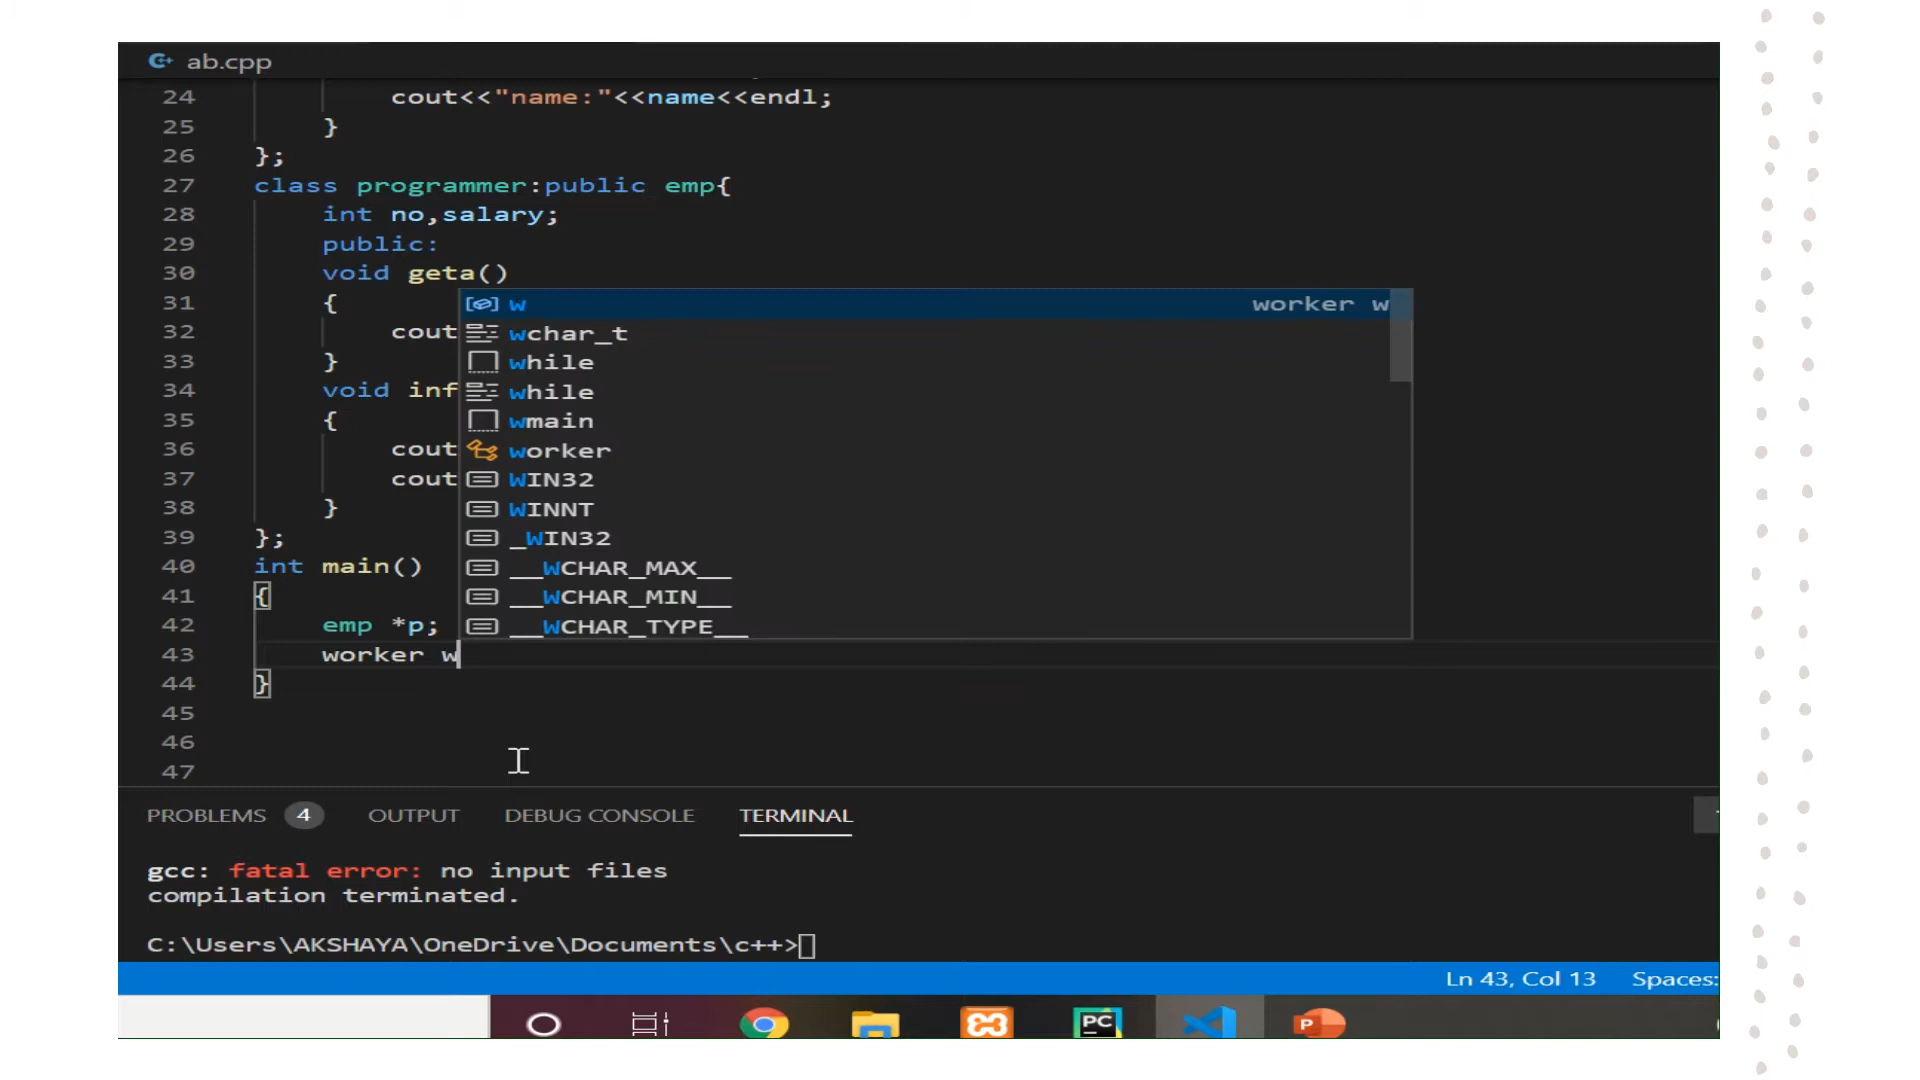 ab.cpp
24 cout<<"name:"<<name<<endl;
25 }
26 };
27 class programmer:public emp{
28 int no,salary;
29 public:
30 void geta()
31 {
32 cout
33 }
34 void inf
35 {
36 cout
37 cout
38 }
39 };
40 int main()
41 {
42 emp *p;
43 worker w
44 }
45
46
47
w worker w
wchar_t
while
while
wmain
worker
WIN32
WINNT
_WIN32
__WCHAR_MAX__
__WCHAR_MIN__
__WCHAR_TYPE__
PROBLEMS 4 OUTPUT DEBUG CONSOLE TERMINAL
gcc: fatal error: no input files
compilation terminated.
C:\Users\AKSHAYA\OneDrive\Documents\c++>
Ln 43, Col 13 Spaces:
PC
P